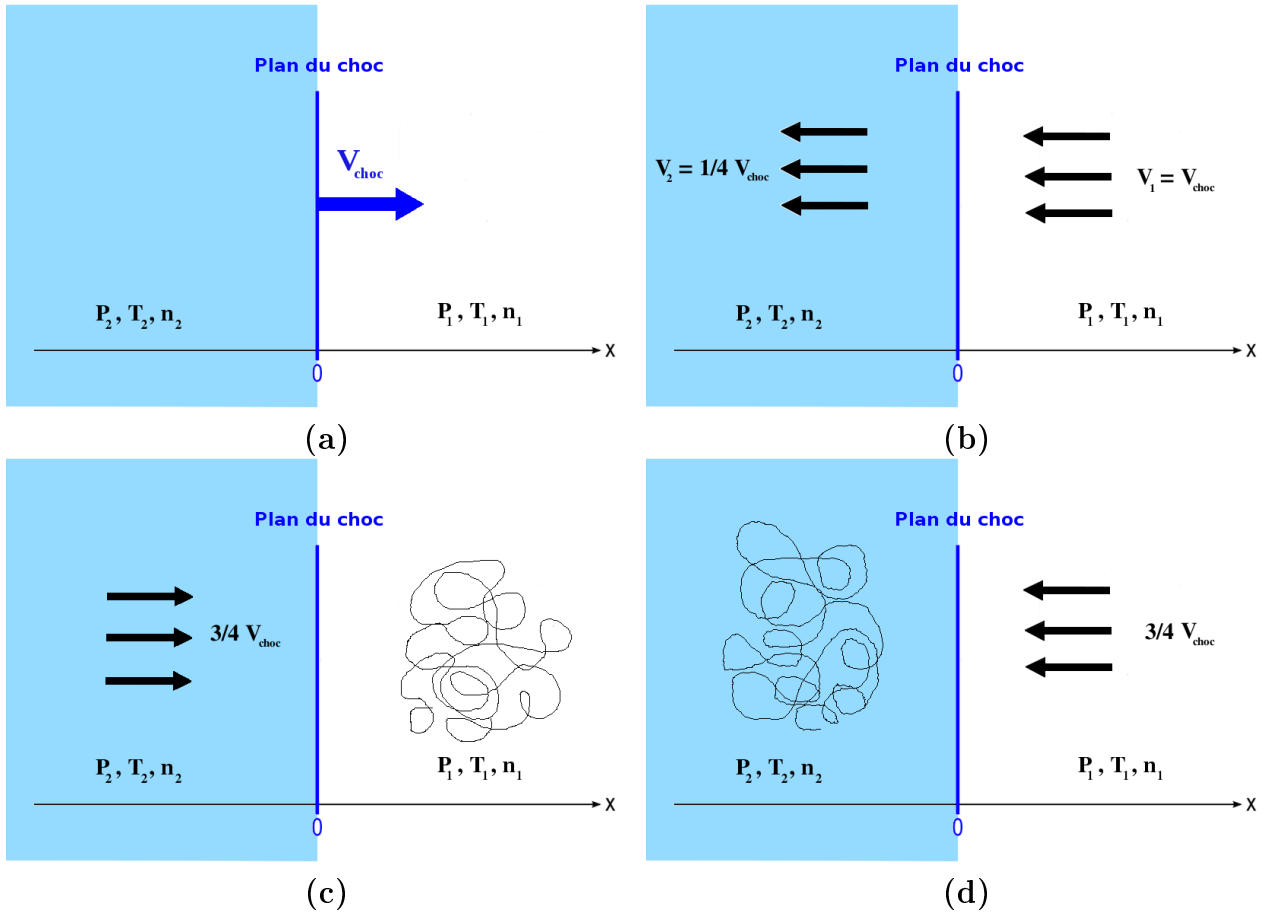 Plan du choc
V_choc
P_2, T_2, n_2
P_1, T_1, n_1
X
0
(a)
Plan du choc
V_2 = 1/4 V_choc
V_1 = V_choc
P_2, T_2, n_2
P_1, T_1, n_1
X
0
(b)
Plan du choc
3/4 V_choc
P_2, T_2, n_2
P_1, T_1, n_1
X
0
(c)
Plan du choc
3/4 V_choc
P_2, T_2, n_2
P_1, T_1, n_1
X
0
(d)